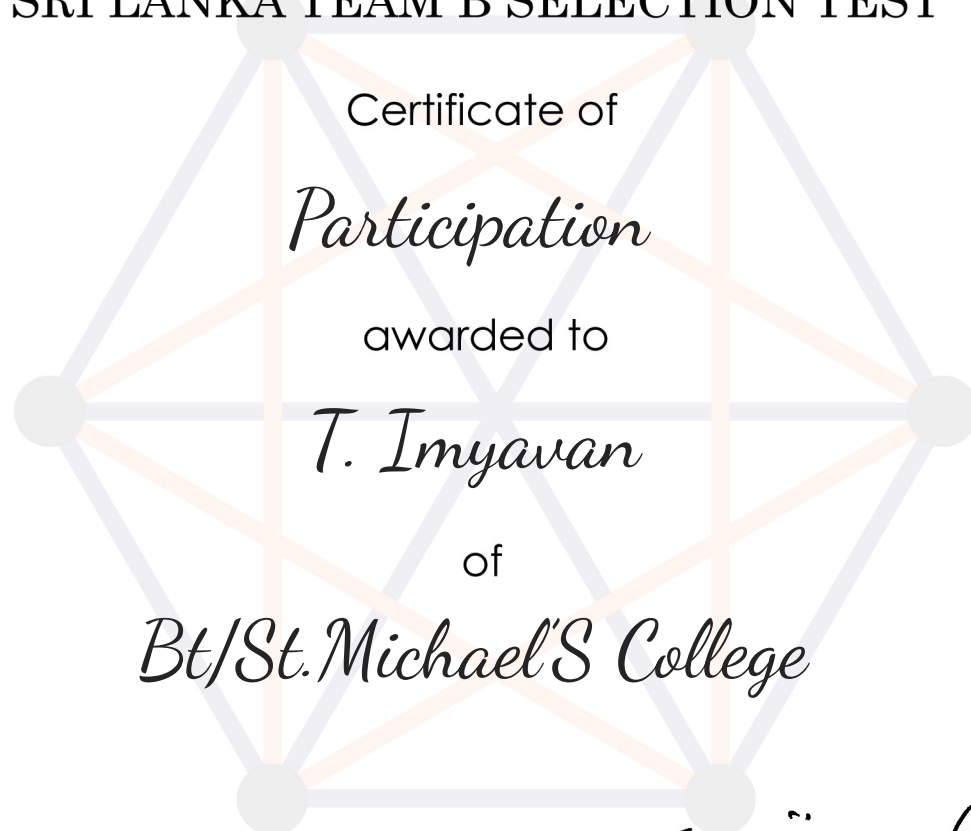 SRI LANKA TEAM B SELECTION TEST
Certificate of
Participation
awarded to
T. Imyavan
of
Bt/St.Michael'S College